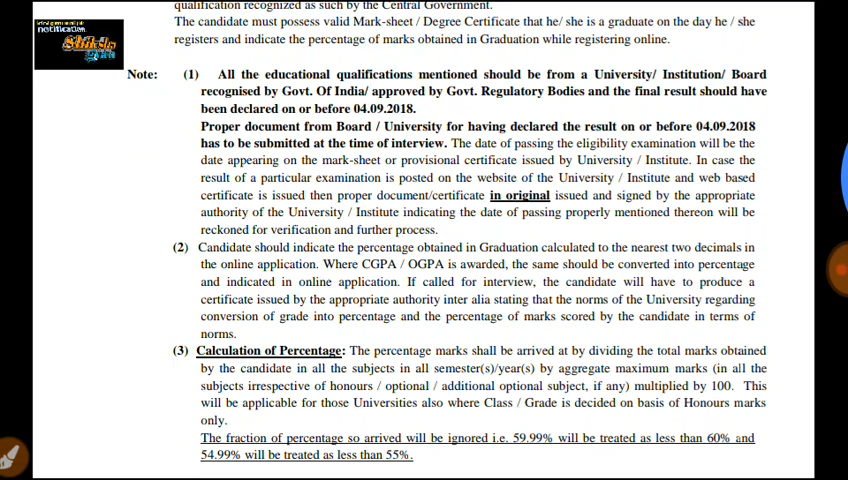 qualification recognized as such by the Central Government.
The candidate must possess valid Mark-sheet / Degree Certificate that he/ she is a graduate on the day he / she
registers and indicate the percentage of marks obtained in Graduation while registering online.
notification
Note: (1) All the educational qualifications mentioned should be from a University/ Institution/ Board
recognised by Govt. Of India/ approved by Govt. Regulatory Bodies and the final result should have
been declared on or before 04.09.2018.
Proper document from Board / University for having declared the result on or before 04.09.2018
has to be submitted at the time of interview. The date of passing the eligibility examination will be the
date appearing on the mark-sheet or provisional certificate issued by University / Institute. In case the
result of a particular examination is posted on the website of the University / Institute and web based
certificate is issued then proper document/certificate in original issued and signed by the appropriate
authority of the University / Institute indicating the date of passing properly mentioned thereon will be
reckoned for verification and further process.
(2) Candidate should indicate the percentage obtained in Graduation calculated to the nearest two decimals in
the online application. Where CGPA / OGPA is awarded, the same should be converted into percentage
and indicated in online application. If called for interview, the candidate will have to produce a
certificate issued by the appropriate authority inter alia stating that the norms of the University regarding
conversion of grade into percentage and the percentage of marks scored by the candidate in terms of
norms.
(3) Calculation of Percentage: The percentage marks shall be arrived at by dividing the total marks obtained
by the candidate in all the subjects in all semester(s)/year(s) by aggregate maximum marks (in all the
subjects irrespective of honours / optional / additional optional subject, if any) multiplied by 100. This
will be applicable for those Universities also where Class / Grade is decided on basis of Honours marks
only.
The fraction of percentage so arrived will be ignored i.e. 59.99% will be treated as less than 60% and
54.99% will be treated as less than 55%.